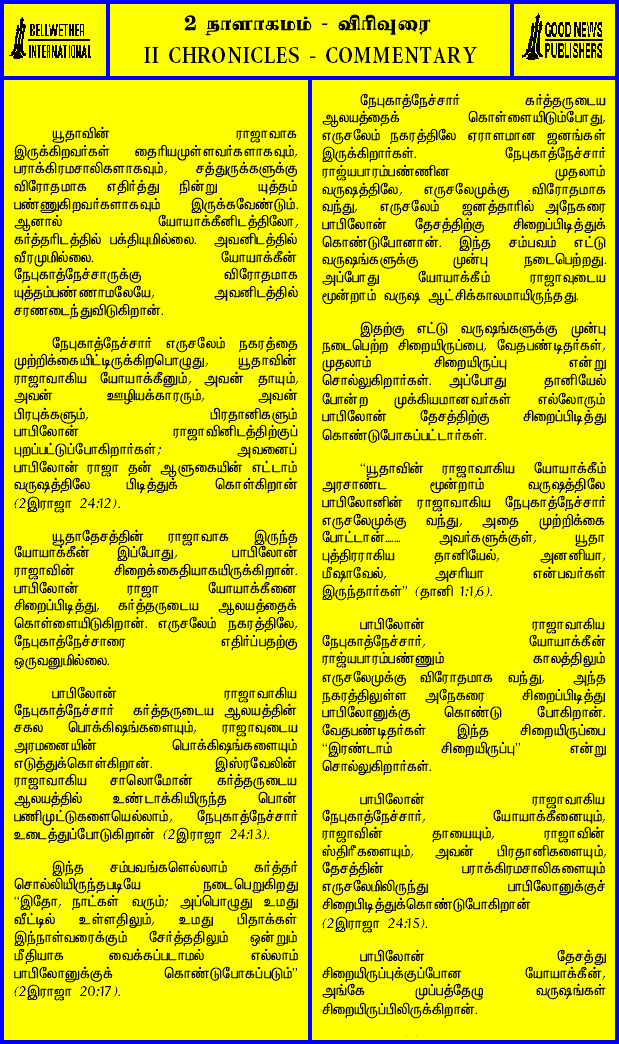 BELLWETHER
INTERNATIONAL
2 நாளாகமம் - விரிவுரை
II CHRONICLES - COMMENTARY
GOOD NEWS
PUBLISHERS
யூதாவின் ராஜாவாக
இருக்கிறவர்கள் தைரியமுள்ளவர்களாகவும்,
பராக்கிரமசாலிகளாகவும், சத்துருக்களுக்கு
விரோதமாக எதிர்த்து நின்று யுத்தம்
பண்ணுகிறவர்களாகவும் இருக்கவேண்டும்.
ஆனால் யோயாக்கீனிடத்திலோ,
கர்த்தரிடத்தில் பக்தியுமில்லை. அவனிடத்தில்
வீரமுமில்லை. யோயாக்கீன்
நேபுகாத்நேச்சாருக்கு விரோதமாக
யுத்தம்பண்ணாமலேயே, அவனிடத்தில்
சரணடைந்துவிடுகிறான்.
நேபுகாத்நேச்சார் எருசலேம் நகரத்தை
முற்றிக்கையிட்டிருக்கிறபொழுது, யூதாவின்
ராஜாவாகிய யோயாக்கீனும், அவன் தாயும்,
அவன் ஊழியக்காரரும், அவன்
பிரபுக்களும், பிரதானிகளும்
பாபிலோன் ராஜாவினிடத்திற்குப்
புறப்பட்டுப்போகிறார்கள்; அவனைப்
பாபிலோன் ராஜா தன் ஆளுகையின் எட்டாம்
வருஷத்திலே பிடித்துக் கொள்கிறான்
(2இராஜா 24:12).
யூதாதேசத்தின் ராஜாவாக இருந்த
யோயாக்கீன் இப்போது, பாபிலோன்
ராஜாவின் சிறைக்கைதியாகயிருக்கிறான்.
பாபிலோன் ராஜா யோயாக்கீனை
சிறைப்பிடித்து, கர்த்தருடைய ஆலயத்தைக்
கொள்ளையிடுகிறான். எருசலேம் நகரத்திலே,
நேபுகாத்நேச்சாரை எதிர்ப்பதற்கு
ஒருவனுமில்லை.
பாபிலோன் ராஜாவாகிய
நேபுகாத்நேச்சார் கர்த்தருடைய ஆலயத்தின்
சகல பொக்கிஷங்களையும், ராஜாவுடைய
அரமனையின் பொக்கிஷங்களையும்
எடுத்துக்கொள்கிறான். இஸ்ரவேலின்
ராஜாவாகிய சாலொமோன் கர்த்தருடைய
ஆலயத்தில் உண்டாக்கியிருந்த பொன்
பணிமுட்டுகளையெல்லாம், நேபுகாத்நேச்சார்
உடைத்துப்போடுகிறான் (2இராஜா 24:13).
இந்த சம்பவங்களெல்லாம் கர்த்தர்
சொல்லியிருந்தபடியே நடைபெறுகிறது
“இதோ, நாட்கள் வரும்; அப்பொழுது உமது
வீட்டில் உள்ளதிலும், உமது பிதாக்கள்
இந்நாள்வரைக்கும் சேர்த்ததிலும் ஒன்றும்
மீதியாக வைக்கப்படாமல் எல்லாம்
பாபிலோனுக்குக் கொண்டுபோகப்படும்”
(2இராஜா 20:17).
நேபுகாத்நேச்சார் கர்த்தருடைய
ஆலயத்தைக் கொள்ளையிடும்போது,
எருசலேம் நகரத்திலே ஏராளமான ஜனங்கள்
இருக்கிறார்கள். நேபுகாத்நேச்சார்
ராஜ்யபாரம்பண்ணின முதலாம்
வருஷத்திலே, எருசலேமுக்கு விரோதமாக
வந்து, எருசலேம் ஜனத்தாரில் அநேகரை
பாபிலோன் தேசத்திற்கு சிறைப்பிடித்துக்
கொண்டுபோனான். இந்த சம்பவம் எட்டு
வருஷங்களுக்கு முன்பு நடைபெற்றது.
அப்போது யோயாக்கீம் ராஜாவுடைய
மூன்றாம் வருஷ ஆட்சிக்காலமாயிருந்தது.
இதற்கு எட்டு வருஷங்களுக்கு முன்பு
நடைபெற்ற சிறையிருப்பை, வேதபண்டிதர்கள்,
முதலாம் சிறையிருப்பு என்று
சொல்லுகிறார்கள். அப்போது தானியேல்
போன்ற முக்கியமானவர்கள் எல்லோரும்
பாபிலோன் தேசத்திற்கு சிறைப்பிடித்து
கொண்டுபோகப்பட்டார்கள்.
“யூதாவின் ராஜாவாகிய யோயாக்கீம்
அரசாண்ட மூன்றாம் வருஷத்திலே
பாபிலோனின் ராஜாவாகிய நேபுகாத்நேச்சார்
எருசலேமுக்கு வந்து, அதை முற்றிக்கை
போட்டான்...... அவர்களுக்குள், யூதா
புத்திரராகிய தானியேல், அனனியா,
மீஷாவேல், அசரியா என்பவர்கள்
இருந்தார்கள்” (தானி 1:1,6).
பாபிலோன் ராஜாவாகிய
நேபுகாத்நேச்சார், யோயாக்கீன்
ராஜ்யபாரம்பண்ணும் காலத்திலும்
எருசலேமுக்கு விரோதமாக வந்து, அந்த
நகரத்திலுள்ள அநேகரை சிறைப்பிடித்து
பாபிலோனுக்கு கொண்டு போகிறான்.
வேதபண்டிதர்கள் இந்த சிறையிருப்பை
“இரண்டாம் சிறையிருப்பு” என்று
சொல்லுகிறார்கள்.
பாபிலோன் ராஜாவாகிய
நேபுகாத்நேச்சார், யோயாக்கீனையும்,
ராஜாவின் தாயையும், ராஜாவின்
ஸ்திரீகளையும், அவன் பிரதானிகளையும்,
தேசத்தின் பராக்கிரமசாலிகளையும்
எருசலேமிலிருந்து பாபிலோனுக்குச்
சிறைபிடித்துக்கொண்டுபோகிறான்
(2இராஜா 24:15).
பாபிலோன் தேசத்து
சிறையிருப்புக்குப்போன யோயாக்கீன்,
அங்கே முப்பத்தேழு வருஷங்கள்
சிறையிருப்பிலிருக்கிறான்.